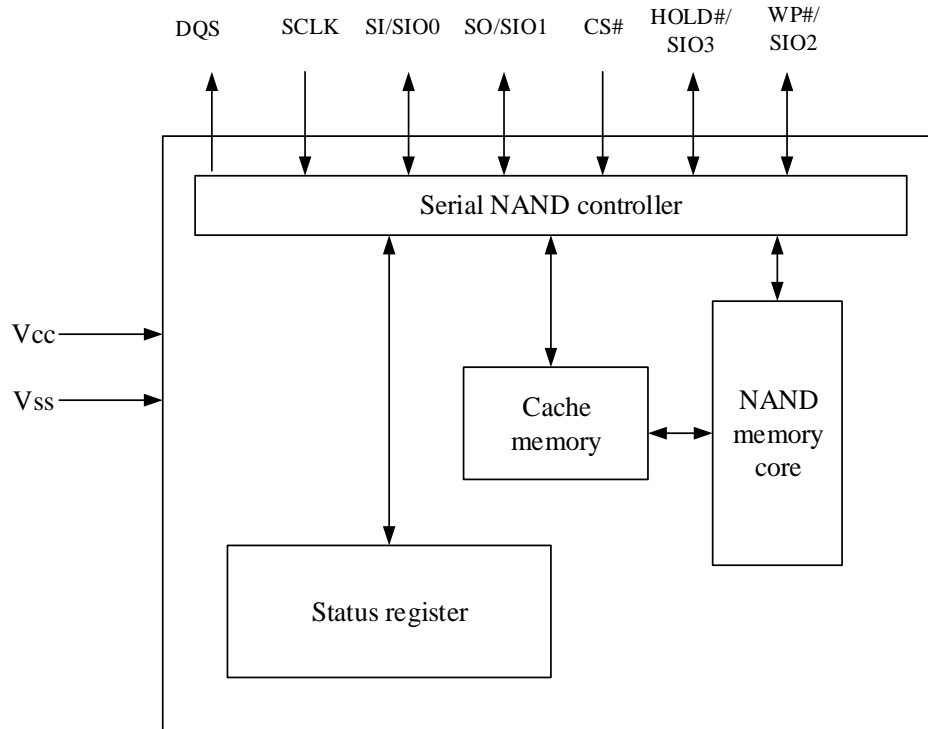 DQS
SCLK
SI/SIO0
SO/SIO1
CS#
HOLD#/
SIO3
WP#/
SIO2
Serial NAND controller
Vcc
Vss
Cache
memory
NAND
memory
core
Status register